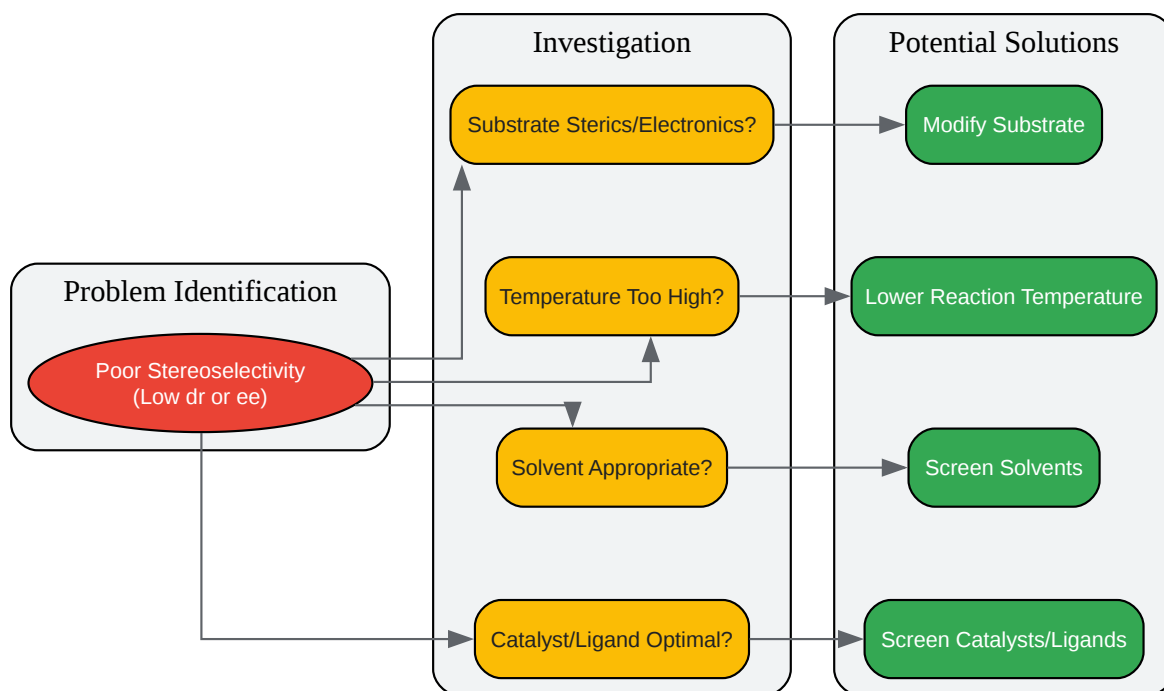 Problem Identification
Poor Stereoselectivity
(Low dr or ee)
Investigation
Substrate Sterics/Electronics?
Temperature Too High?
Solvent Appropriate?
Catalyst/Ligand Optimal?
Potential Solutions
Modify Substrate
Lower Reaction Temperature
Screen Solvents
Screen Catalysts/Ligands